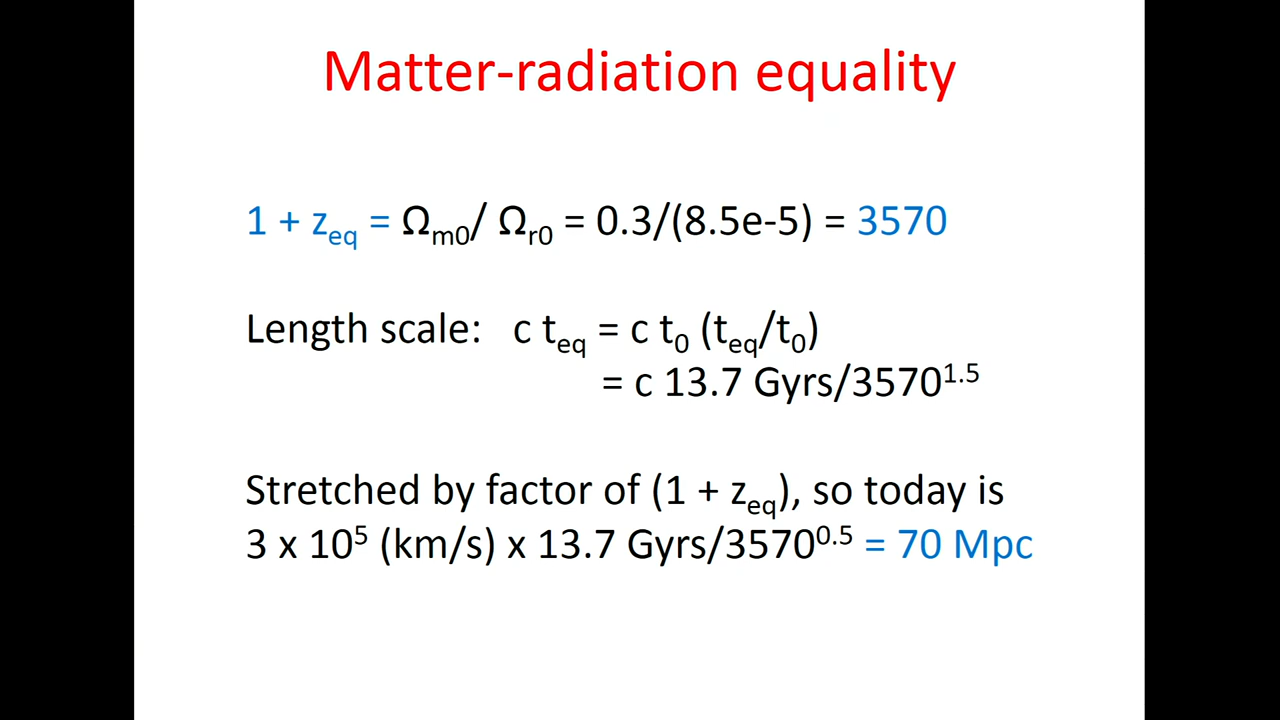 Matter-radiation equality
1 + z_eq = Ω_m0/ Ω_r0 = 0.3/(8.5e-5) = 3570
Length scale: c t_eq = c t_0 (t_eq/t_0)
= c 13.7 Gyrs/3570^1.5
Stretched by factor of (1 + z_eq), so today is
3 x 10^5 (km/s) x 13.7 Gyrs/3570^0.5 = 70 Mpc